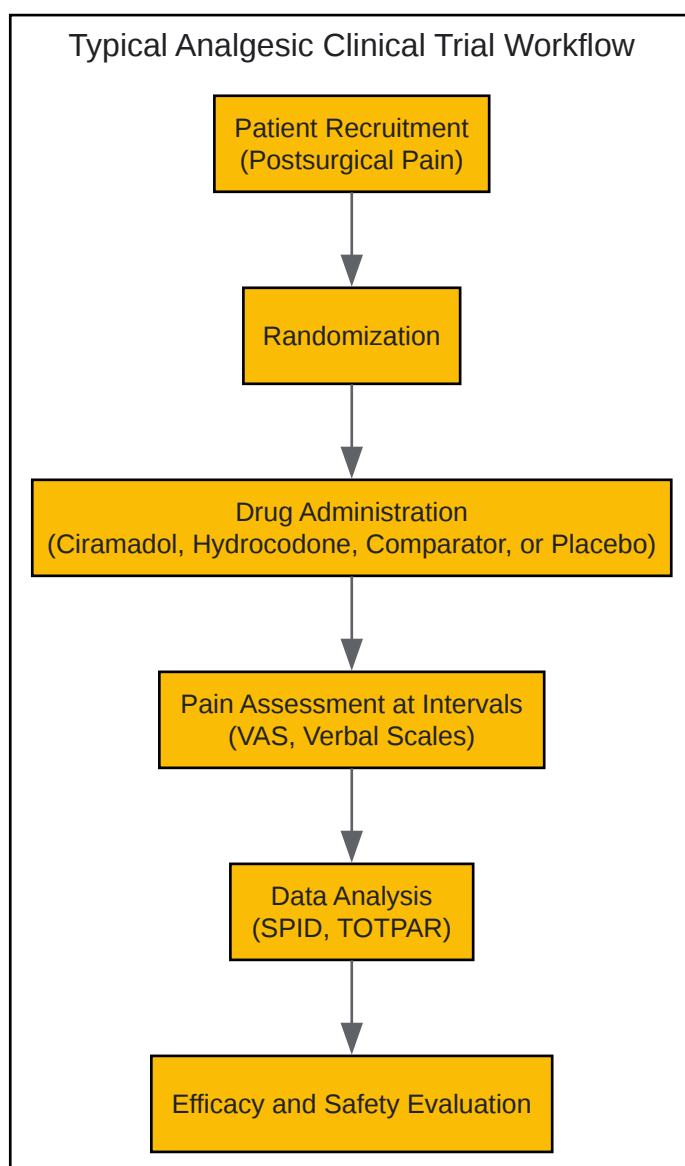 Typical Analgesic Clinical Trial Workflow
Patient Recruitment
(Postsurgical Pain)
Randomization
Drug Administration
(Ciramadol, Hydrocodone, Comparator, or Placebo)
Pain Assessment at Intervals
(VAS, Verbal Scales)
Data Analysis
(SPID, TOTPAR)
Efficacy and Safety Evaluation